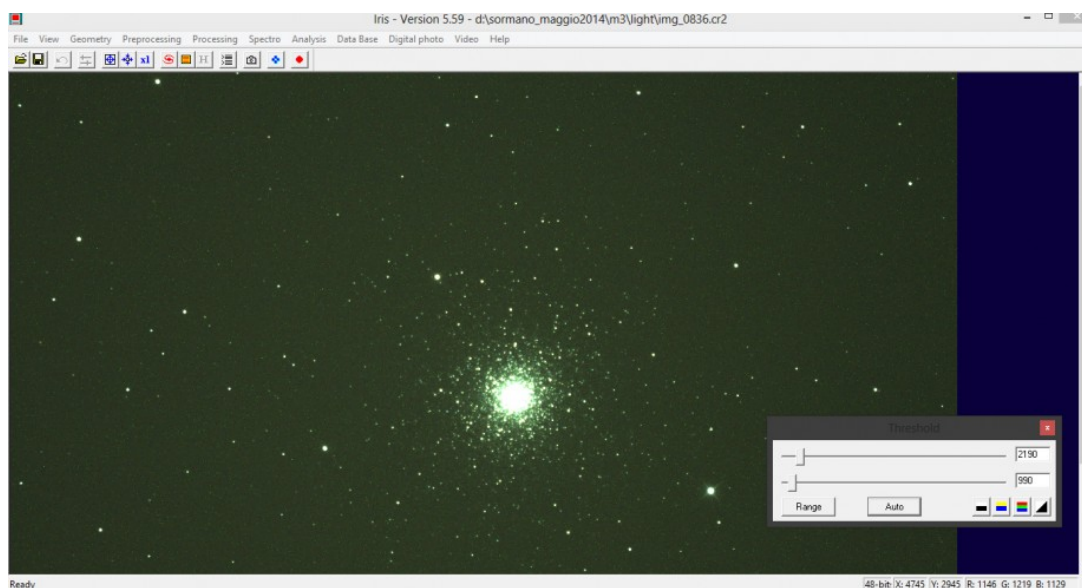 Iris - Version 5.59 - d:\sormano_maggio2014\m3\light\img_0836.cr2
File View Geometry Preprocessing Processing Spectro Analysis Data Base Digital photo Video Help
x1 H
Threshold
2190
990
Range Auto
Ready 48-bit: X: 4745 Y: 2945 R: 1146 G: 1219 B: 1129